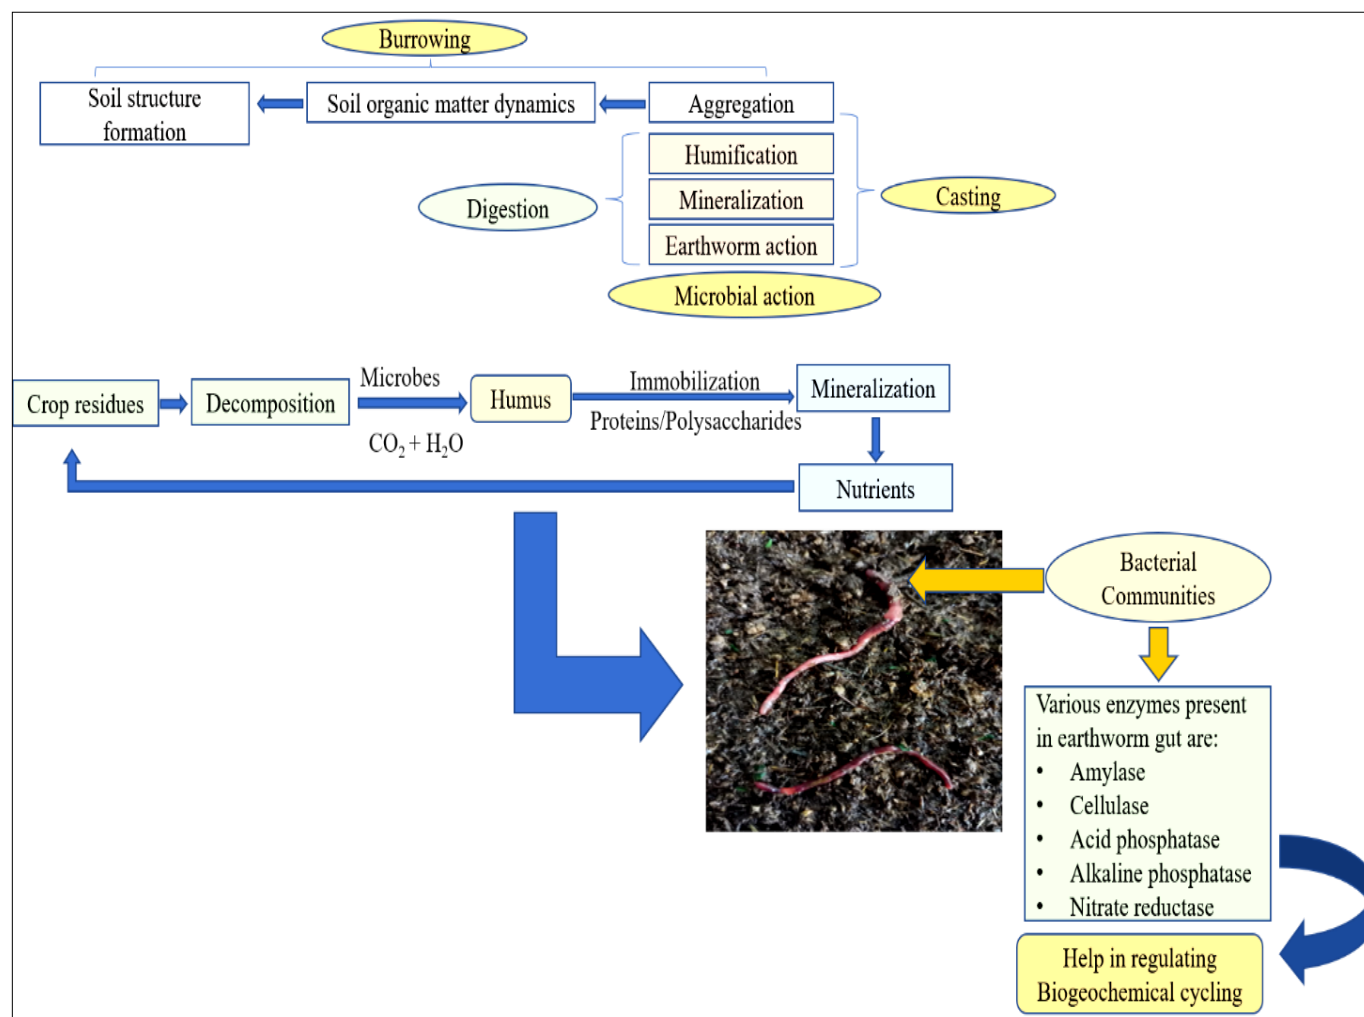 Burrowing
Soil structure
formation
Soil organic matter dynamics
Aggregation
Humification
Mineralization
Earthworm action
Digestion
Casting
Microbial action
Crop residues
Decomposition
Microbes
CO₂ + H₂O
Humus
Immobilization
Proteins/Polysaccharides
Mineralization
Nutrients
Bacterial
Communities
Various enzymes present
in earthworm gut are:
• Amylase
• Cellulase
• Acid phosphatase
• Alkaline phosphatase
• Nitrate reductase
Help in regulating
Biogeochemical cycling